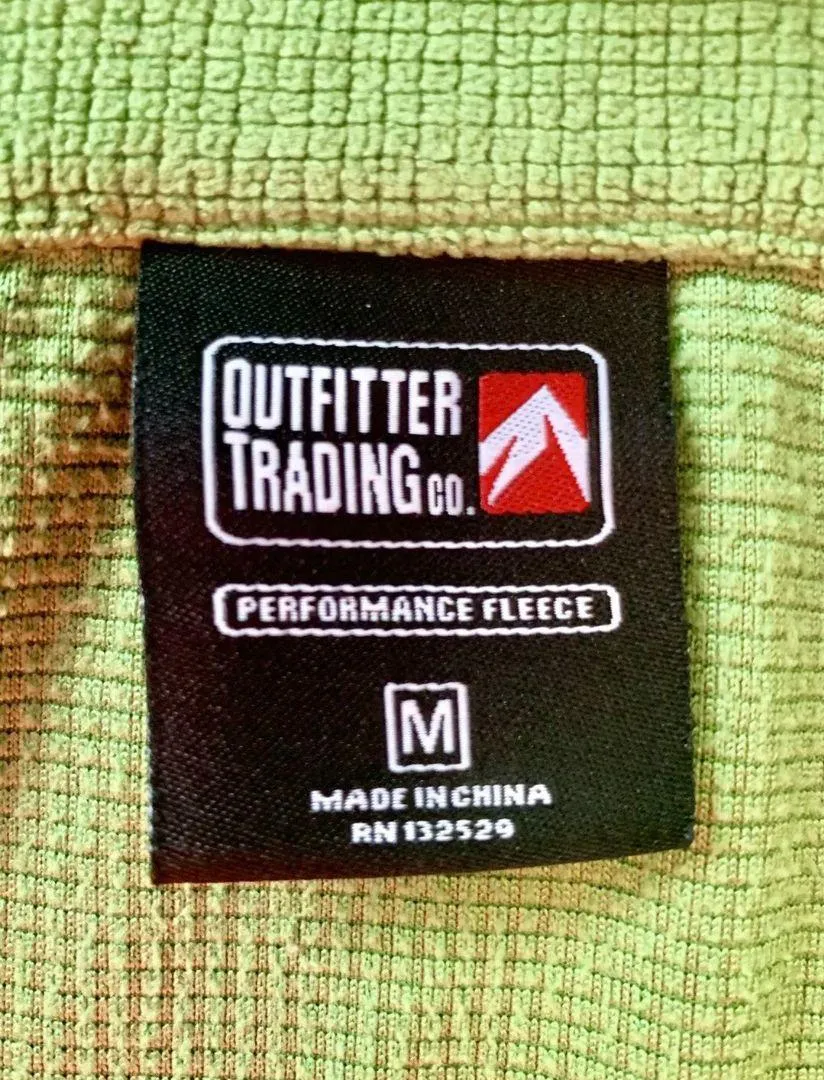 OUTFITTER
TRADING CO.
PERFORMANCE FLEECE
M
MADE IN CHINA
RN 132529